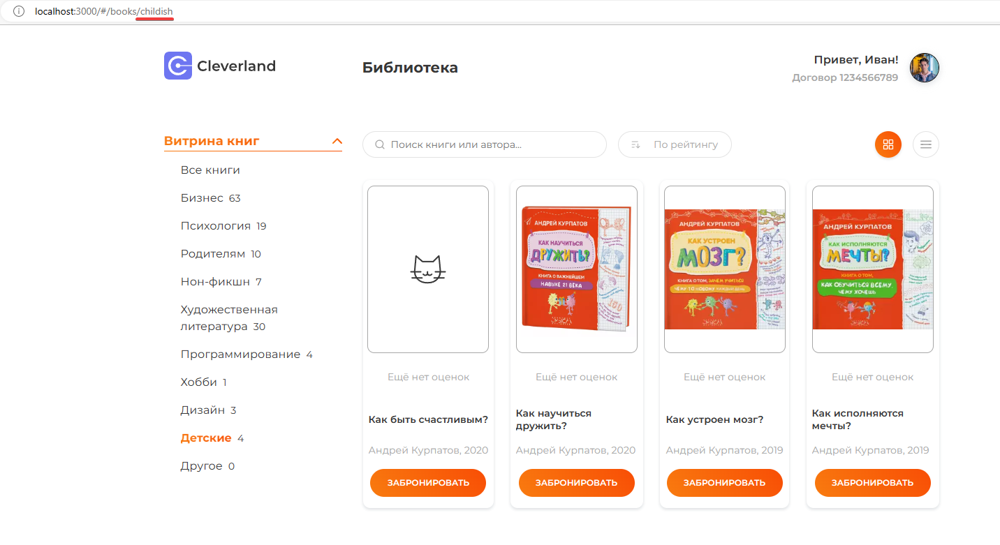 localhost:3000/#/books/childish
Cleverland
Библиотека
Привет, Иван!
Договор 1234566789
Витрина книг
Все книги
Бизнес 63
Психология 19
Родителям 10
Нон-фикшн 7
Художественная
литература 30
Программирование 4
Хобби 1
Дизайн 3
Детские 4
Другое 0
Поиск книги или автора...
По рейтингу
Ещё нет оценок
Как быть счастливым?
Андрей Курпатов, 2020
ЗАБРОНИРОВАТЬ
АНДРЕЙ КУРПАТОВ
КАК НАУЧИТЬСЯ
ДРУЖИТЬ?
КНИГА О ВАЖНЕЙШЕМ
НАВЫКЕ 21 ВЕКА
Ещё нет оценок
Как научиться
дружить?
Андрей Курпатов, 2020
ЗАБРОНИРОВАТЬ
АНДРЕЙ КУРПАТОВ
КАК УСТРОЕН
МОЗГ?
КНИГА О ТОМ, ЗАЧЕМ УЧИТЬСЯ
ЧЕМУ-ТО НОВОМУ КАЖДЫЙ ДЕНЬ
Ещё нет оценок
Как устроен мозг?
Андрей Курпатов, 2019
ЗАБРОНИРОВАТЬ
АНДРЕЙ КУРПАТОВ
КАК ИСПОЛНЯЮТСЯ
МЕЧТЫ?
КНИГА О ТОМ,
КАК ОБУЧИТЬСЯ ВСЕМУ,
ЧЕМУ ХОЧЕШЬ
Ещё нет оценок
Как исполняются
мечты?
Андрей Курпатов, 2019
ЗАБРОНИРОВАТЬ